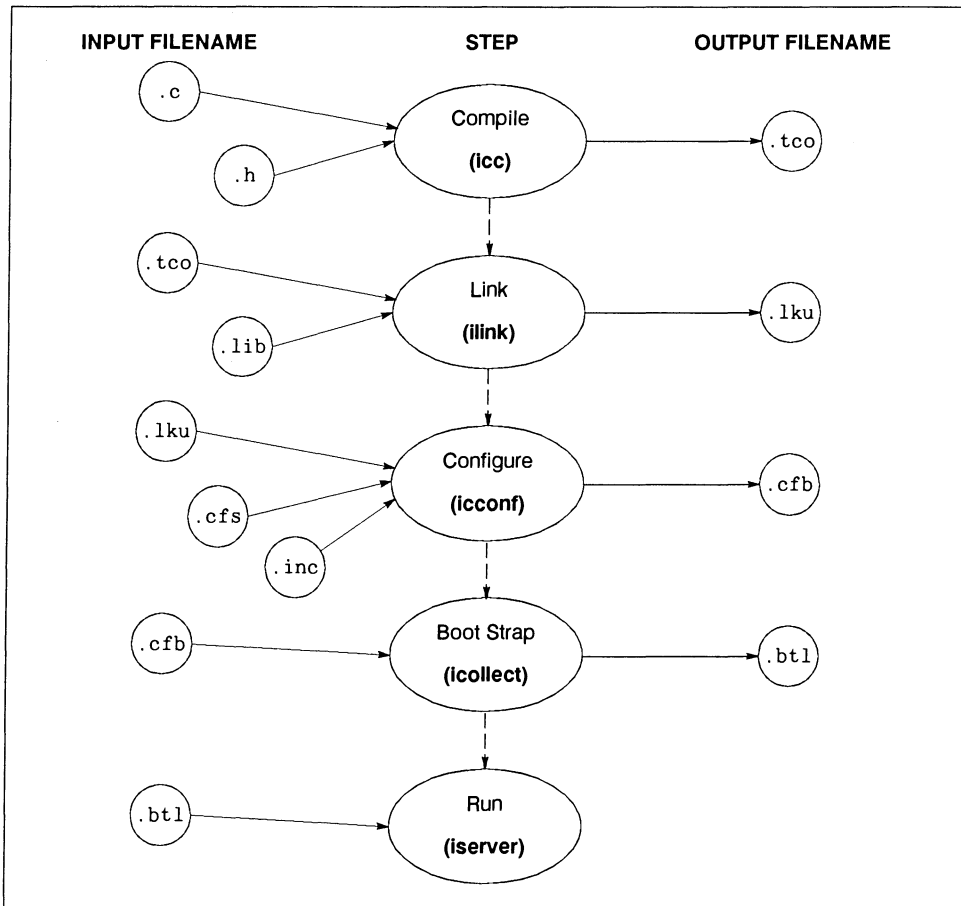 INPUT FILENAME STEP OUTPUT FILENAME
.c
Compile
(icc)
.tco
.h
.tco
Link
(ilink)
.lku
.lib
.lku
Configure
(icconf)
.cfb
.cfs
.inc
.cfb
Boot Strap
(icollect)
.btl
.btl
Run
(iserver)